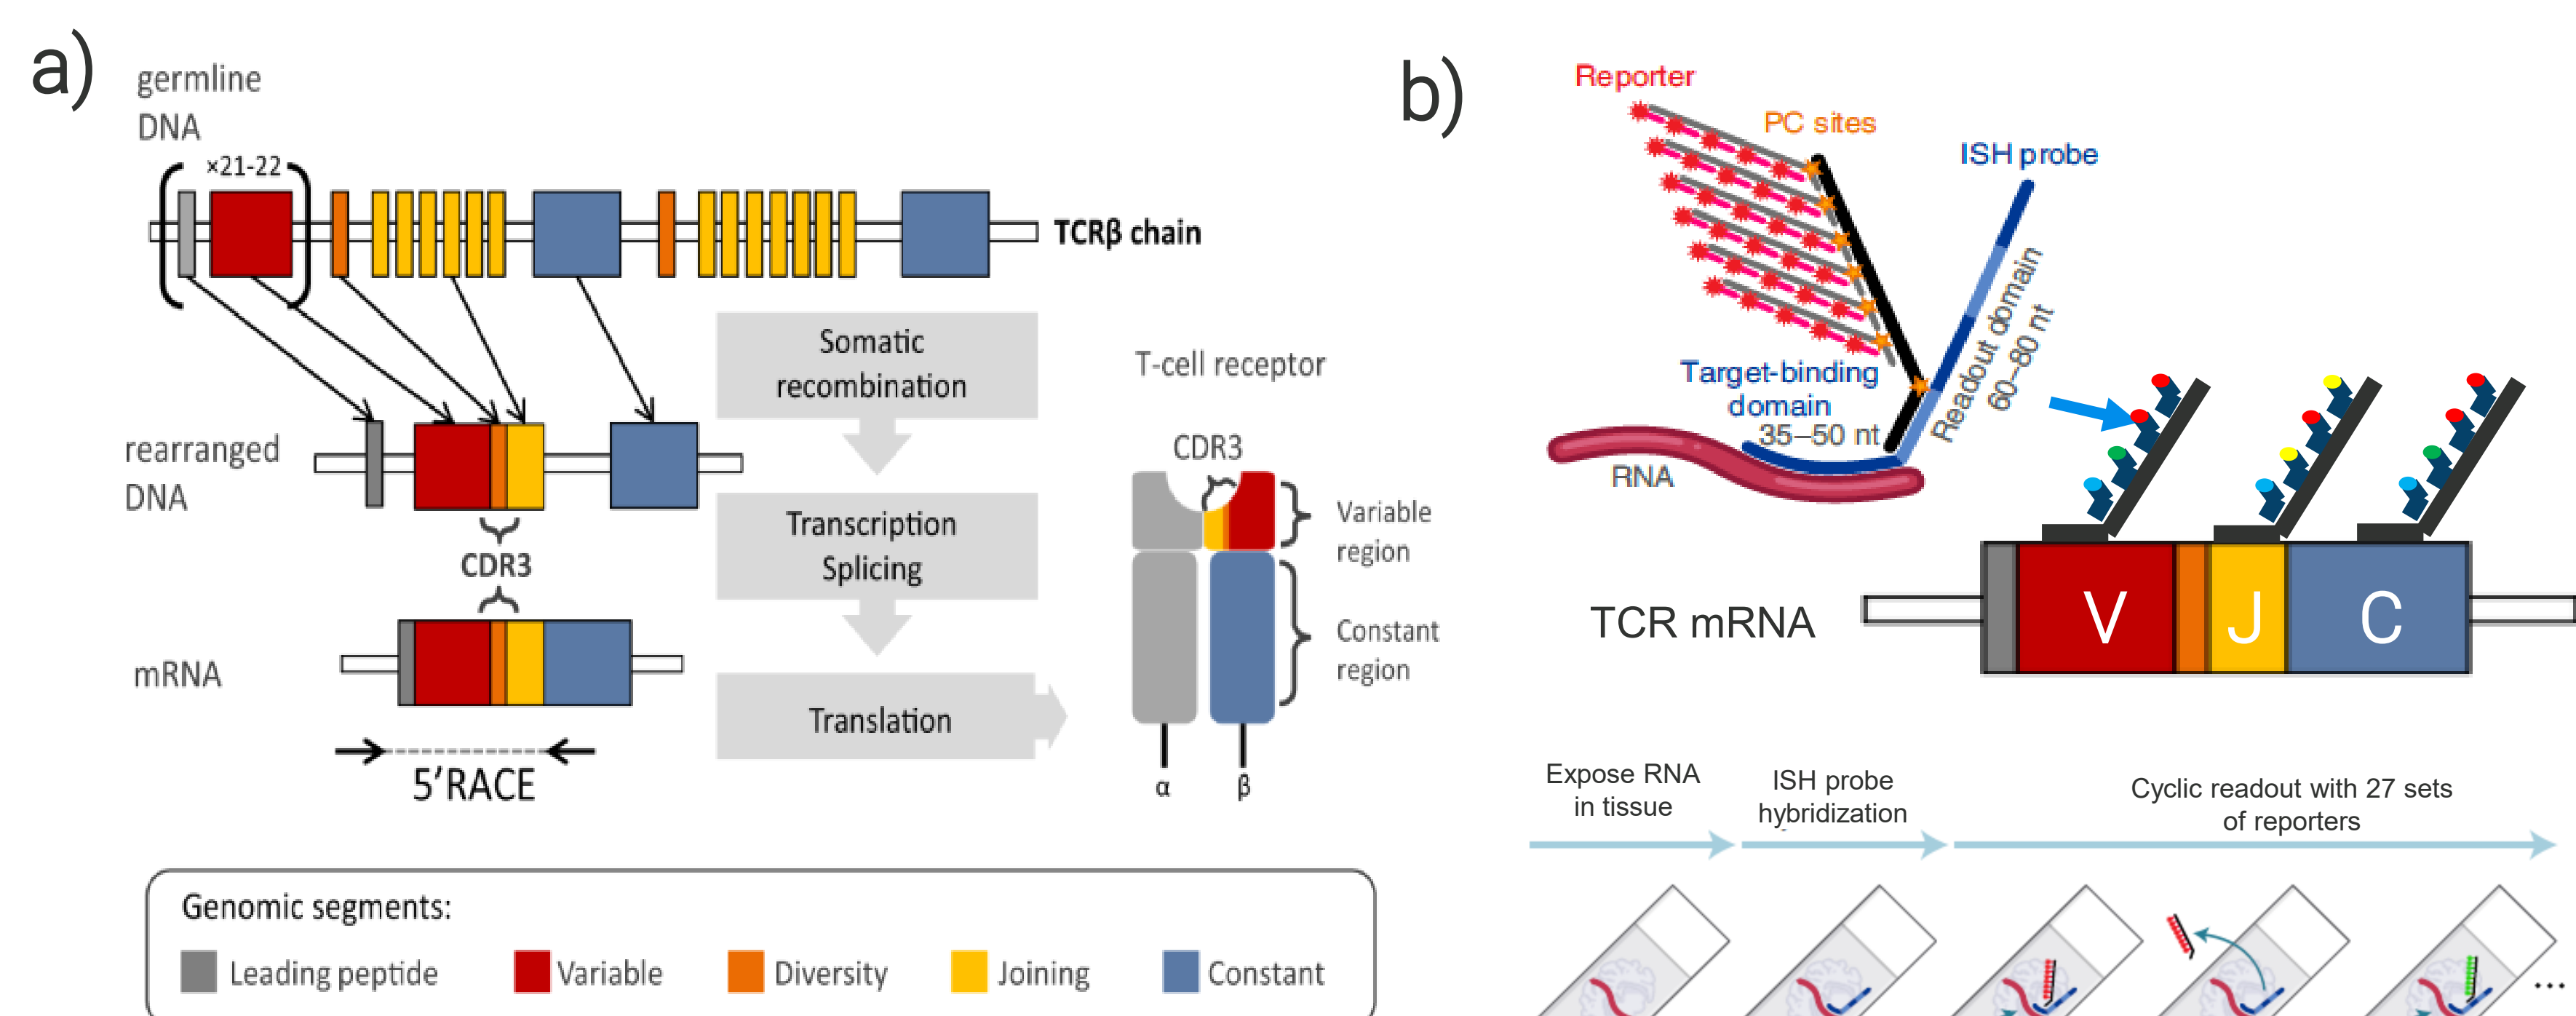 a)
germline
DNA
×21-22
TCRβ chain
Somatic
recombination
rearranged
DNA
CDR3
Transcription
Splicing
mRNA
Translation
5'RACE
T-cell receptor
CDR3
Variable
region
Constant
region
α
β
Genomic segments:
Leading peptide
Variable
Diversity
Joining
Constant
b)
Reporter
PC sites
ISH probe
Target-binding
domain
35–50 nt
Readout domain
60–80 nt
RNA
TCR mRNA
V
J
C
Expose RNA
in tissue
ISH probe
hybridization
Cyclic readout with 27 sets
of reporters
...